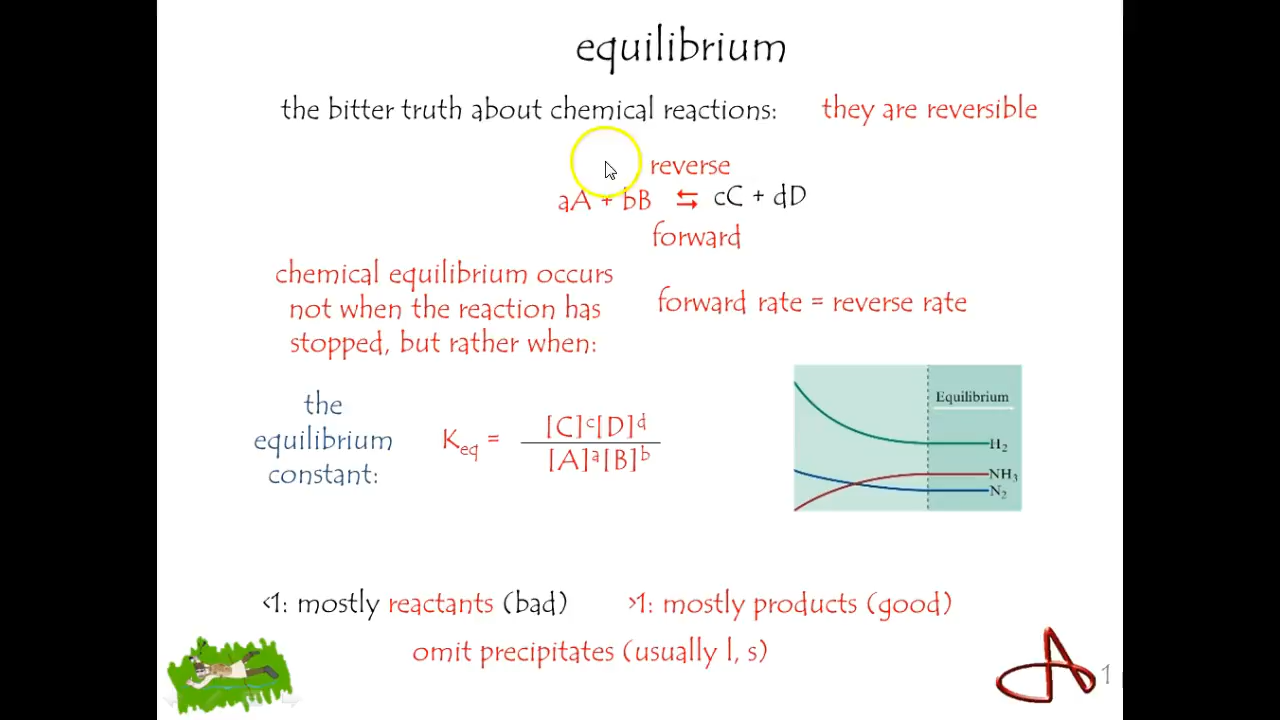 equilibrium
the bitter truth about chemical reactions: they are reversible
reverse
aA + bB ⇆ cC + dD
forward
chemical equilibrium occurs
not when the reaction has
stopped, but rather when:
forward rate = reverse rate
the
equilibrium
constant:
Keq = [C]ᶜ[D]ᵈ
[A]ᵃ[B]ᵇ
Equilibrium
H₂
NH₃
N₂
<1: mostly reactants (bad) >1: mostly products (good)
omit precipitates (usually l, s)
1